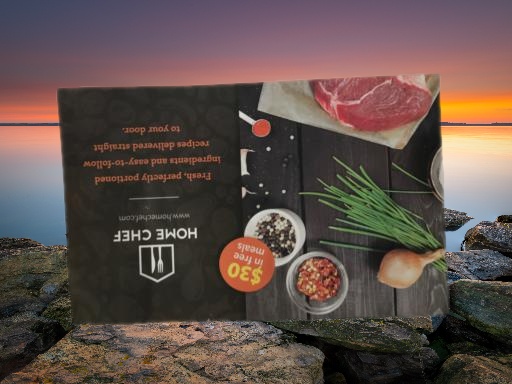 HOME CHEF
www.homechef.com
Fresh, perfectly portioned
ingredients and easy-to-follow
recipes delivered straight
to your door.
$30
in free
meals